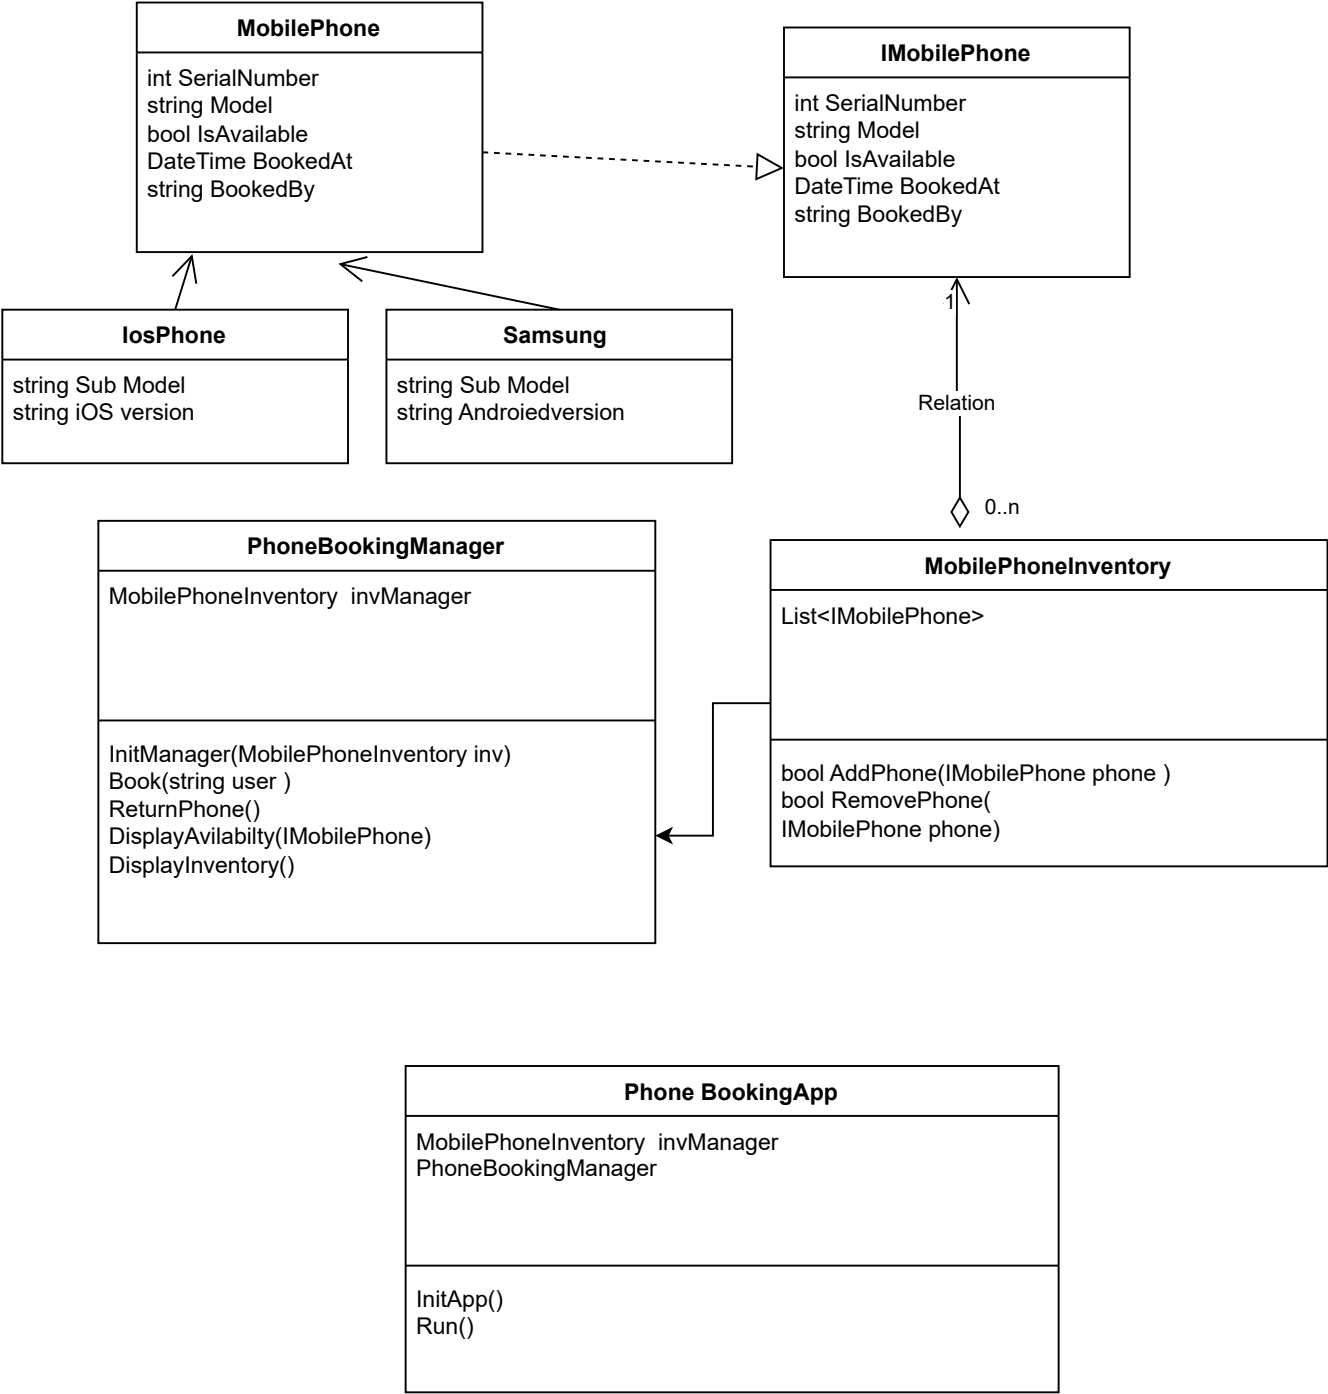 MobilePhone
int SerialNumber
string Model
bool IsAvailable
DateTime BookedAt
string BookedBy
IMobilePhone
int SerialNumber
string Model
bool IsAvailable
DateTime BookedAt
string BookedBy
1
Relation
0..n
IosPhone
string Sub Model
string iOS version
Samsung
string Sub Model
string Androiedversion
PhoneBookingManager
MobilePhoneInventory  invManager
InitManager(MobilePhoneInventory inv)
Book(string user )
ReturnPhone()
DisplayAvilabilty(IMobilePhone)
DisplayInventory()
MobilePhoneInventory
List<IMobilePhone>
bool AddPhone(IMobilePhone phone )
bool RemovePhone(
IMobilePhone phone)
Phone BookingApp
MobilePhoneInventory  invManager
PhoneBookingManager
InitApp()
Run()